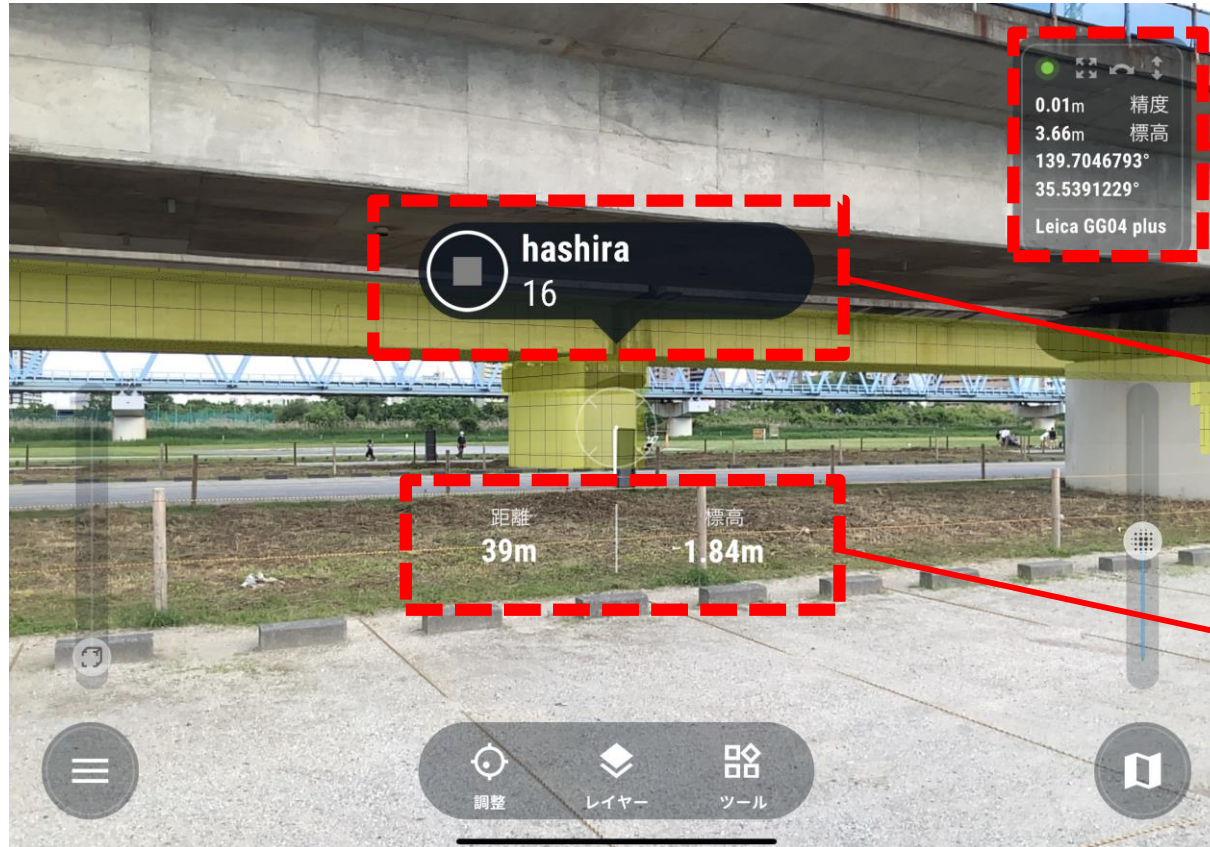 0.01m 精度
3.66m 標高
139.7046793°
35.5391229°
Leica GG04 plus
hashira
16
距離 標高
39m -1.84m
調整 レイヤー ツール